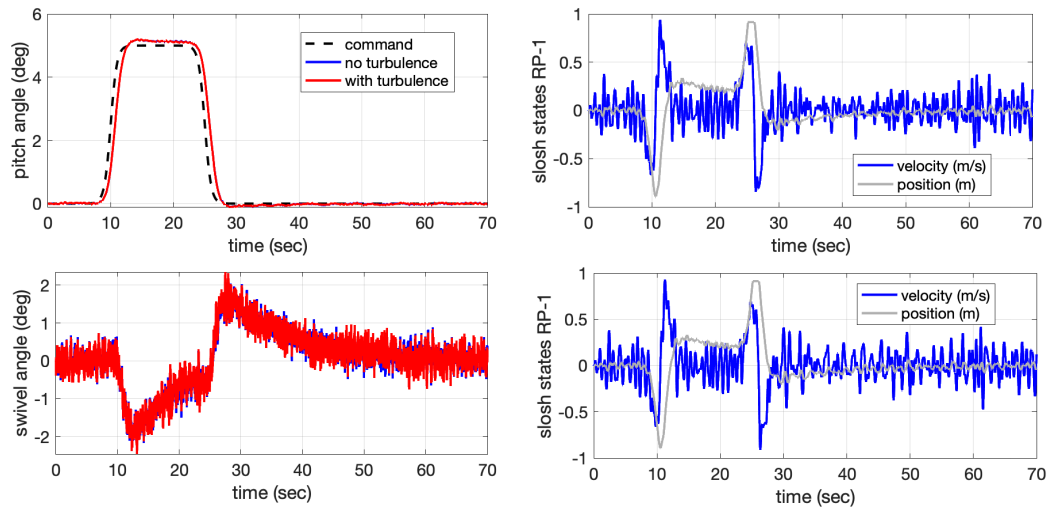 pitch angle (deg)
6
4
2
0
command
no turbulence
with turbulence
0 10 20 30 40 50 60 70
time (sec)
slosh states RP-1
1
0.5
0
-0.5
-1
velocity (m/s)
position (m)
0 10 20 30 40 50 60 70
time (sec)
swivel angle (deg)
2
1
0
-1
-2
0 10 20 30 40 50 60 70
time (sec)
slosh states RP-1
1
0.5
0
-0.5
-1
velocity (m/s)
position (m)
0 10 20 30 40 50 60 70
time (sec)